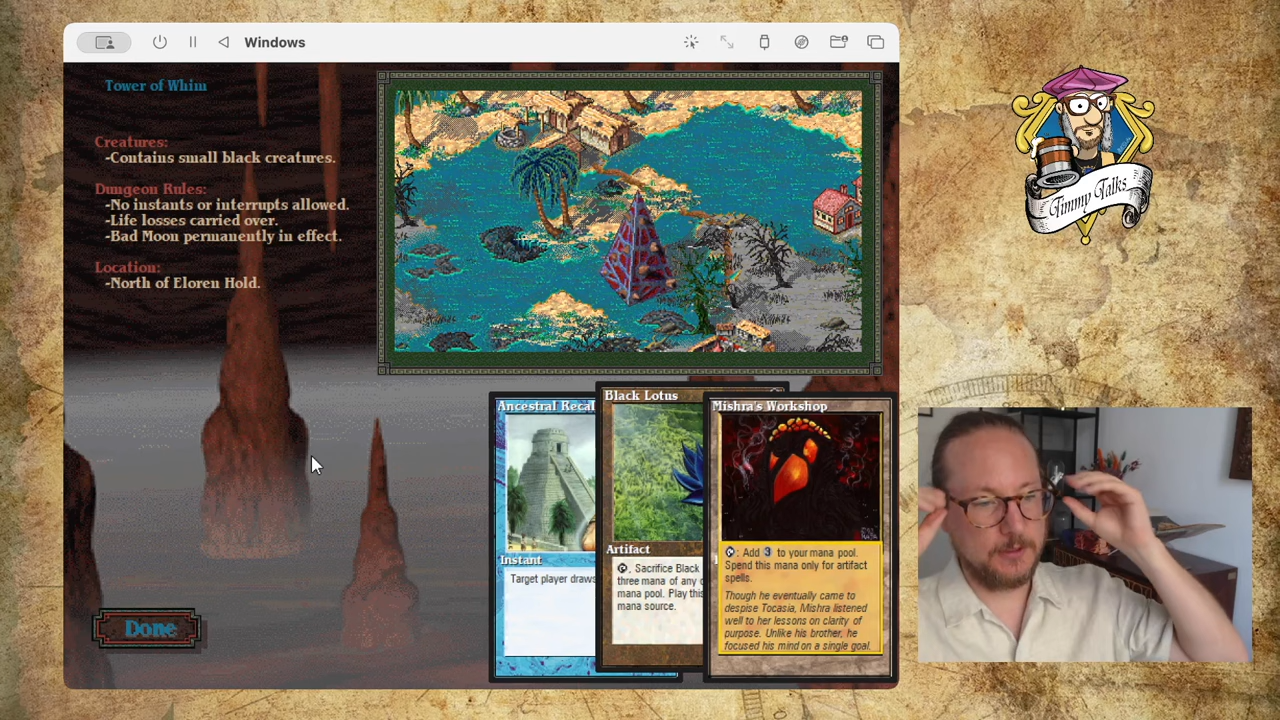 Windows
Tower of Whim
Creatures:
-Contains small black creatures.
Dungeon Rules:
-No instants or interrupts allowed.
-Life losses carried over.
-Bad Moon permanently in effect.
Location:
-North of Eloren Hold.
Done
Ancestral Recal
Instant
Target player draws
Black Lotus
Artifact
, Sacrifice Black
three mana of any
mana pool. Play this
mana source.
Mishra's Workshop
: Add 3 to your mana pool.
Spend this mana only for artifact
spells.
Though he eventually came to
despise Tocasia, Mishra listened
well to her lessons on clarity of
purpose. Unlike his brother, he
focused his mind on a single goal.
Timmy Talks